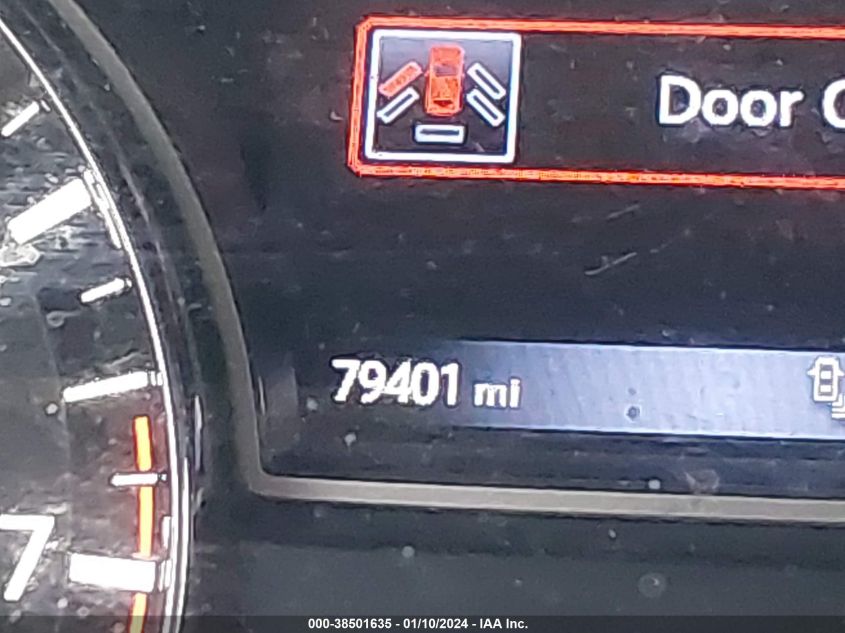 Door
79401 mi
7
000-38501635 - 01/10/2024 - IAA Inc.